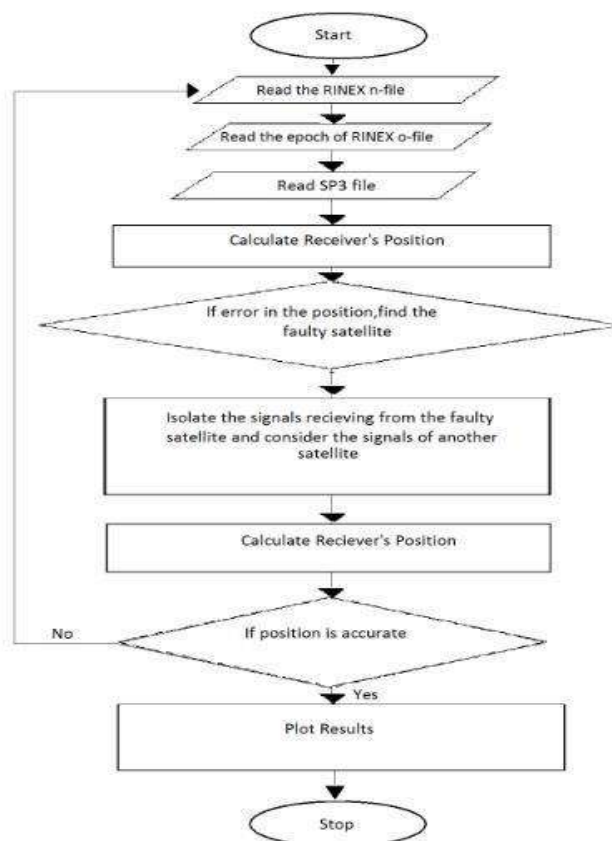 Start
Read the RINEX n-file
Read the epoch of RINEX o-file
Read SP3 file
Calculate Receiver's Position
If error in the position,find the
faulty satellite
Isolate the signals recieving from the faulty
satellite and consider the signals of another
satellite
Calculate Reciever's Position
If position is accurate
No
Yes
Plot Results
Stop